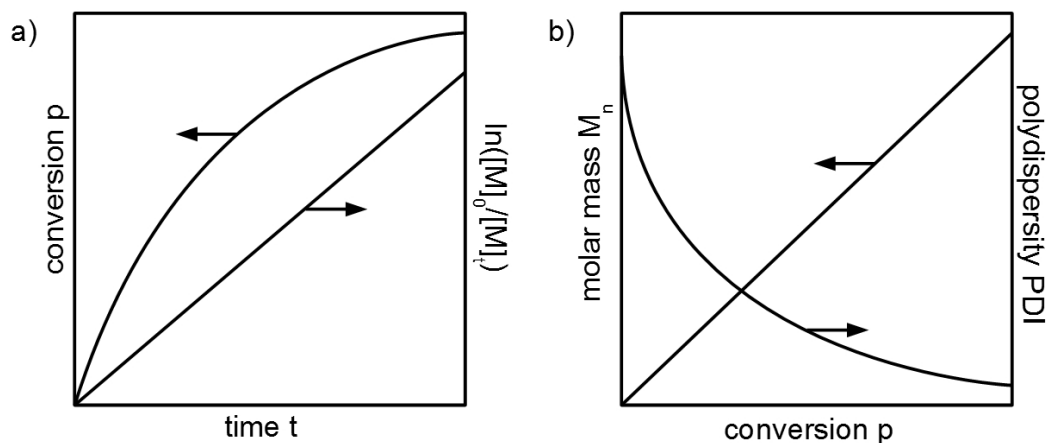 a)
conversion p
time t
ln([M]₀/[M]ₜ)
b)
molar mass Mₙ
conversion p
polydispersity PDI